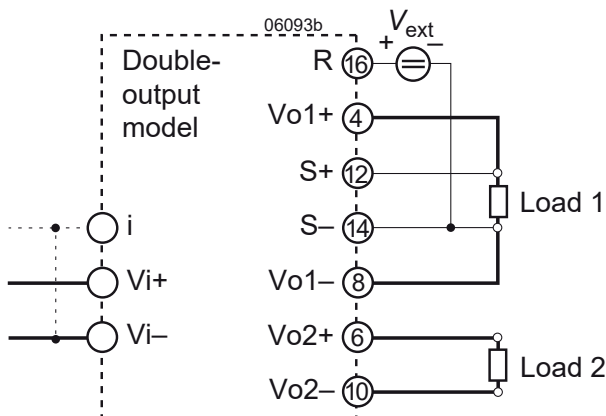 06093b
Vext
+ –
Double-
output
model
R 16
Vo1+ 4
S+ 12
Load 1
i
S– 14
Vi+
Vo1– 8
Vi–
Vo2+ 6
Load 2
Vo2– 10